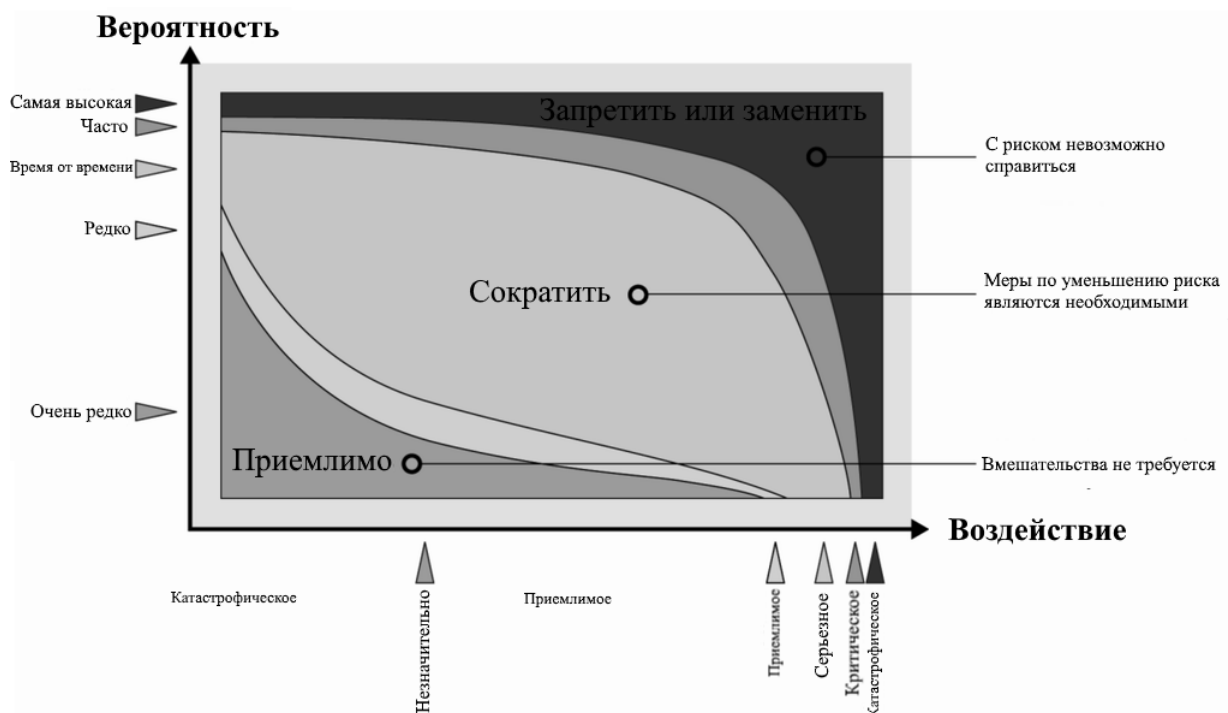 Вероятность
Самая высокая
Часто
Время от времени
Редко
Очень редко
Запретить или заменить
С риском невозможно
справиться
Сократить
Меры по уменьшению риска
являются необходимыми
Приемлимо
Вмешательства не требуется
Воздействие
Катастрофическое
Незначительно
Приемлимое
Приемлимое
Серьезное
Критическое
Катастрофическое